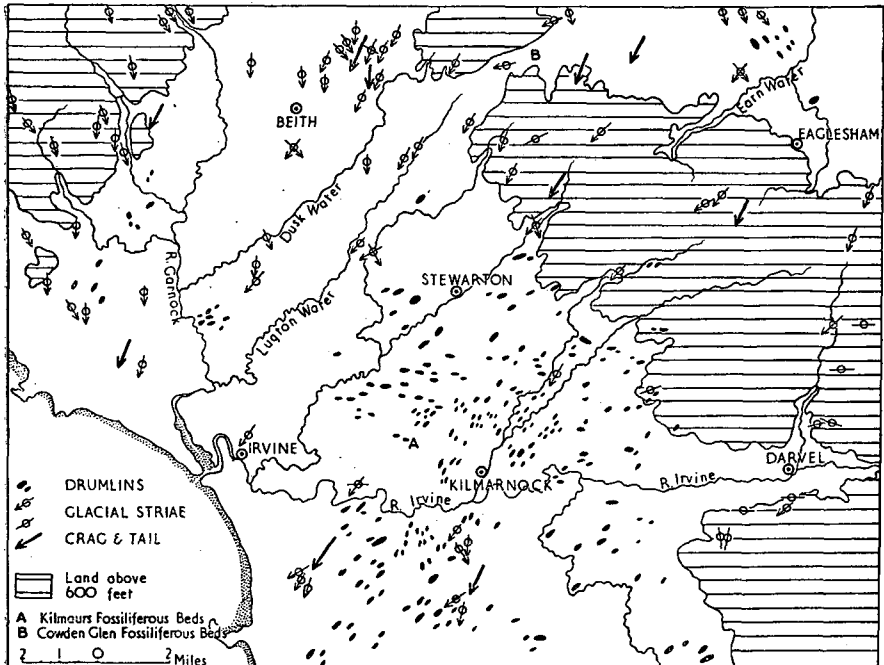 B
Earn Water
BEITH
EAGLESHAM
Dusk Water
R. Garnock
STEWARTON
Lugton Water
A
IRVINE
KILMARNOCK
DARVEL
R. Irvine
R. Irvine
DRUMLINS
GLACIAL STRIAE
CRAG & TAIL
Land above
600 feet
A Kilmaurs Fossiliferous Beds
B Cowden Glen Fossiliferous Beds
2 1 0 2 Miles